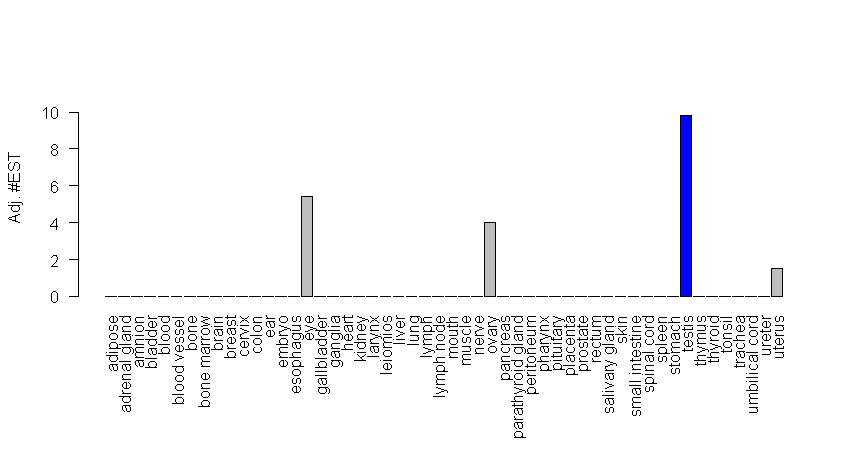 Adj. #EST
10
8
6
4
2
0
adipose
adrenal gland
amnion
bladder
blood
blood vessel
bone
bone marrow
brain
breast
cervix
colon
ear
embryo
esophagus
eye
gallbladder
ganglia
heart
kidney
larynx
leiomios
liver
lung
lymph
lymph node
mouth
muscle
nerve
ovary
pancreas
parathyroid gland
peritoneum
pharynx
pituitary
placenta
prostate
rectum
salivary gland
skin
small intestine
spinal cord
spleen
stomach
testis
thymus
thyroid
tonsil
trachea
umbilical cord
ureter
uterus